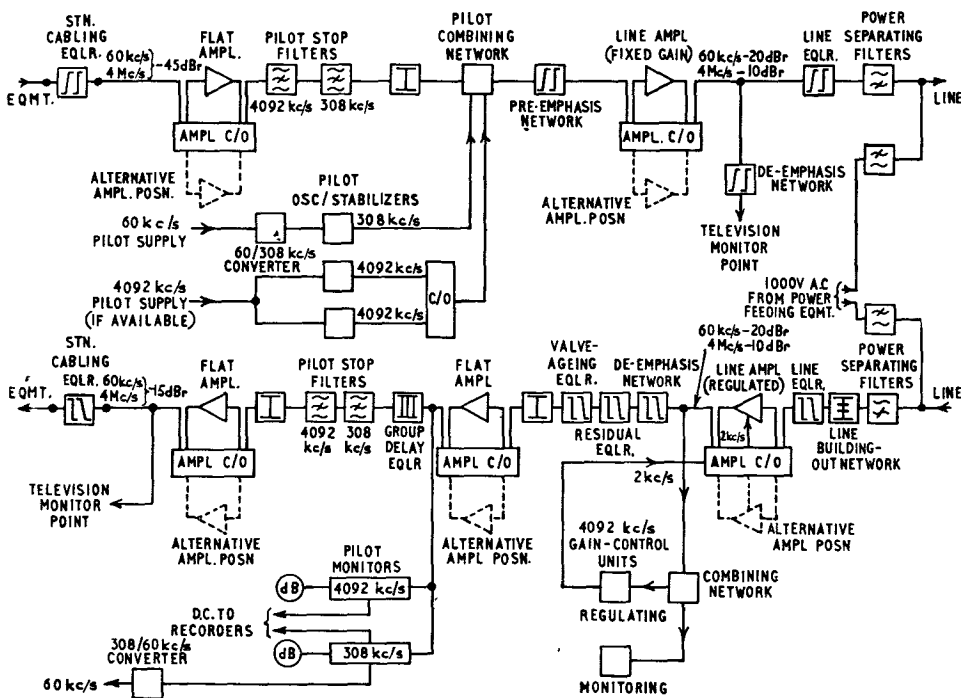 STN.
CABLING
EQLR.
60kc/s
4Mc/s
-45dBr
EQMT.
FLAT
AMPL.
AMPL C/O
ALTERNATIVE
AMPL. POSN.
PILOT STOP
FILTERS
4092 kc/s
308 kc/s
PILOT
COMBINING
NETWORK
PRE-EMPHASIS
NETWORK
LINE AMPL
(FIXED GAIN)
AMPL. C/O
ALTERNATIVE
AMPL. POSN
60kc/s-20dBr
4Mc/s-10dBr
LINE
EQLR.
POWER
SEPARATING
FILTERS
LINE
DE-EMPHASIS
NETWORK
TELEVISION
MONITOR
POINT
60kc/s
PILOT SUPPLY
PILOT
OSC/STABILIZERS
308 kc/s
60/308 kc/s
CONVERTER
4092 kc/s
PILOT SUPPLY
(IF AVAILABLE)
4092 kc/s
4092 kc/s
C/O
1000V A.C
FROM POWER
FEEDING EQMT.
STN.
CABLING
EQLR.
60kc/s
4Mc/s
-15dBr
EQMT.
TELEVISION
MONITOR
POINT
FLAT
AMPL.
AMPL C/O
ALTERNATIVE
AMPL. POSN
PILOT STOP
FILTERS
4092
kc/s
308
kc/s
GROUP
DELAY
EQLR
FLAT
AMPL
AMPL C/O
ALTERNATIVE
AMPL POSN.
VALVE-
AGEING
EQLR.
DE-EMPHASIS
NETWORK
RESIDUAL
EQLR.
60kc/s-20dBr
4Mc/s-10dBr
LINE AMPL
(REGULATED)
2kc/s
AMPL C/O
2kc/s
ALTERNATIVE
AMPL POSN
LINE
EQLR.
LINE
BUILDING-
OUT NETWORK
POWER
SEPARATING
FILTERS
LINE
4092 kc/s
GAIN-CONTROL
UNITS
REGULATING
COMBINING
NETWORK
MONITORING
PILOT
MONITORS
dB
4092 kc/s
D.C. TO
RECORDERS
dB
308 kc/s
308/60kc/s
CONVERTER
60 kc/s